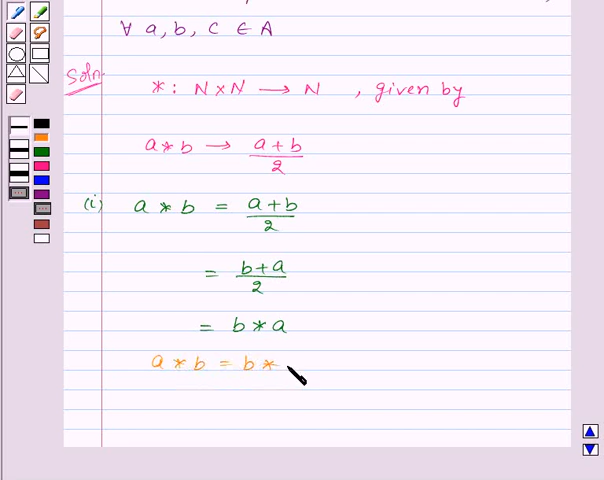 ∀ a, b, c ∈ A
Soln.
* : N×N → N , given by
a * b → (a + b)/2
(i) a * b = (a + b)/2
= (b + a)/2
= b * a
a * b = b *